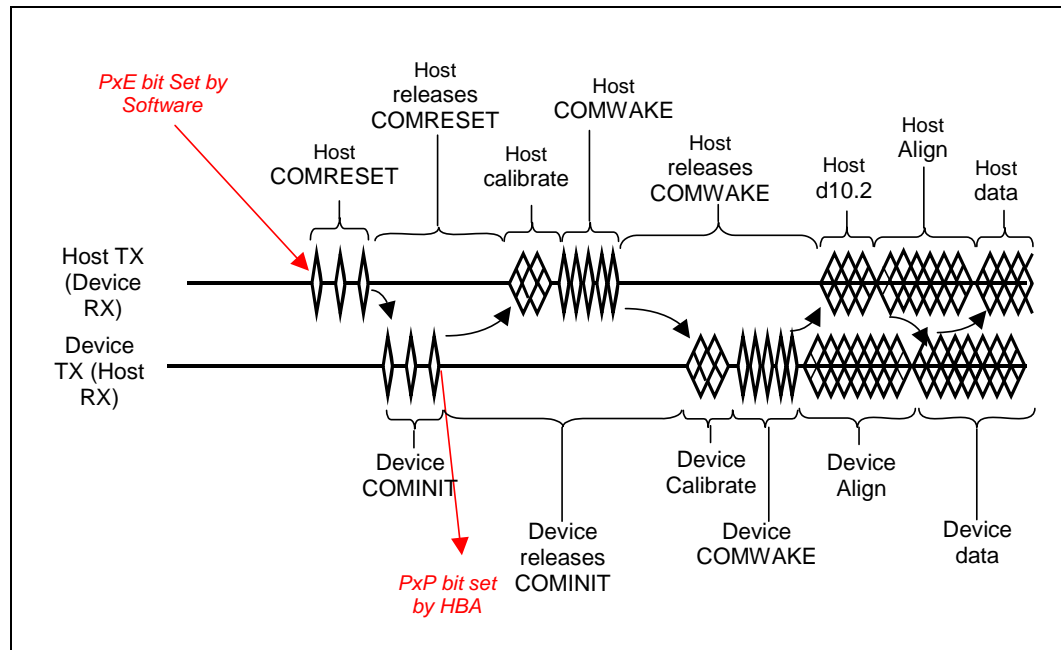 PxE bit Set by
Software
Host
COMRESET
Host
releases
COMRESET
Host
calibrate
Host
COMWAKE
Host
releases
COMWAKE
Host
d10.2
Host
Align
Host
data
Host TX
(Device
RX)
Device
TX (Host
RX)
Device
COMINIT
PxP bit set
by HBA
Device
releases
COMINIT
Device
Calibrate
Device
COMWAKE
Device
Align
Device
data